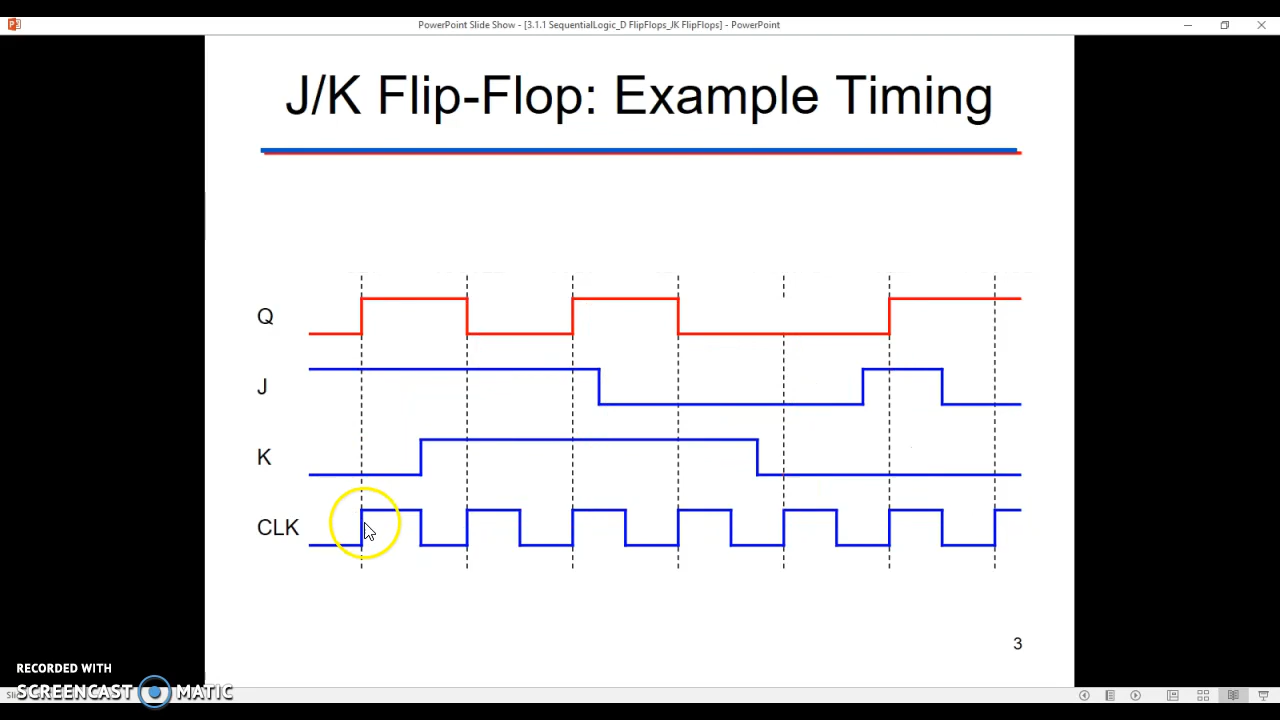 PowerPoint Slide Show - [3.1.1 SequentialLogic_D FlipFlops_JK FlipFlops] - PowerPoint
J/K Flip-Flop: Example Timing
Q
J
K
CLK
3
RECORDED WITH
SCREENCAST MATIC